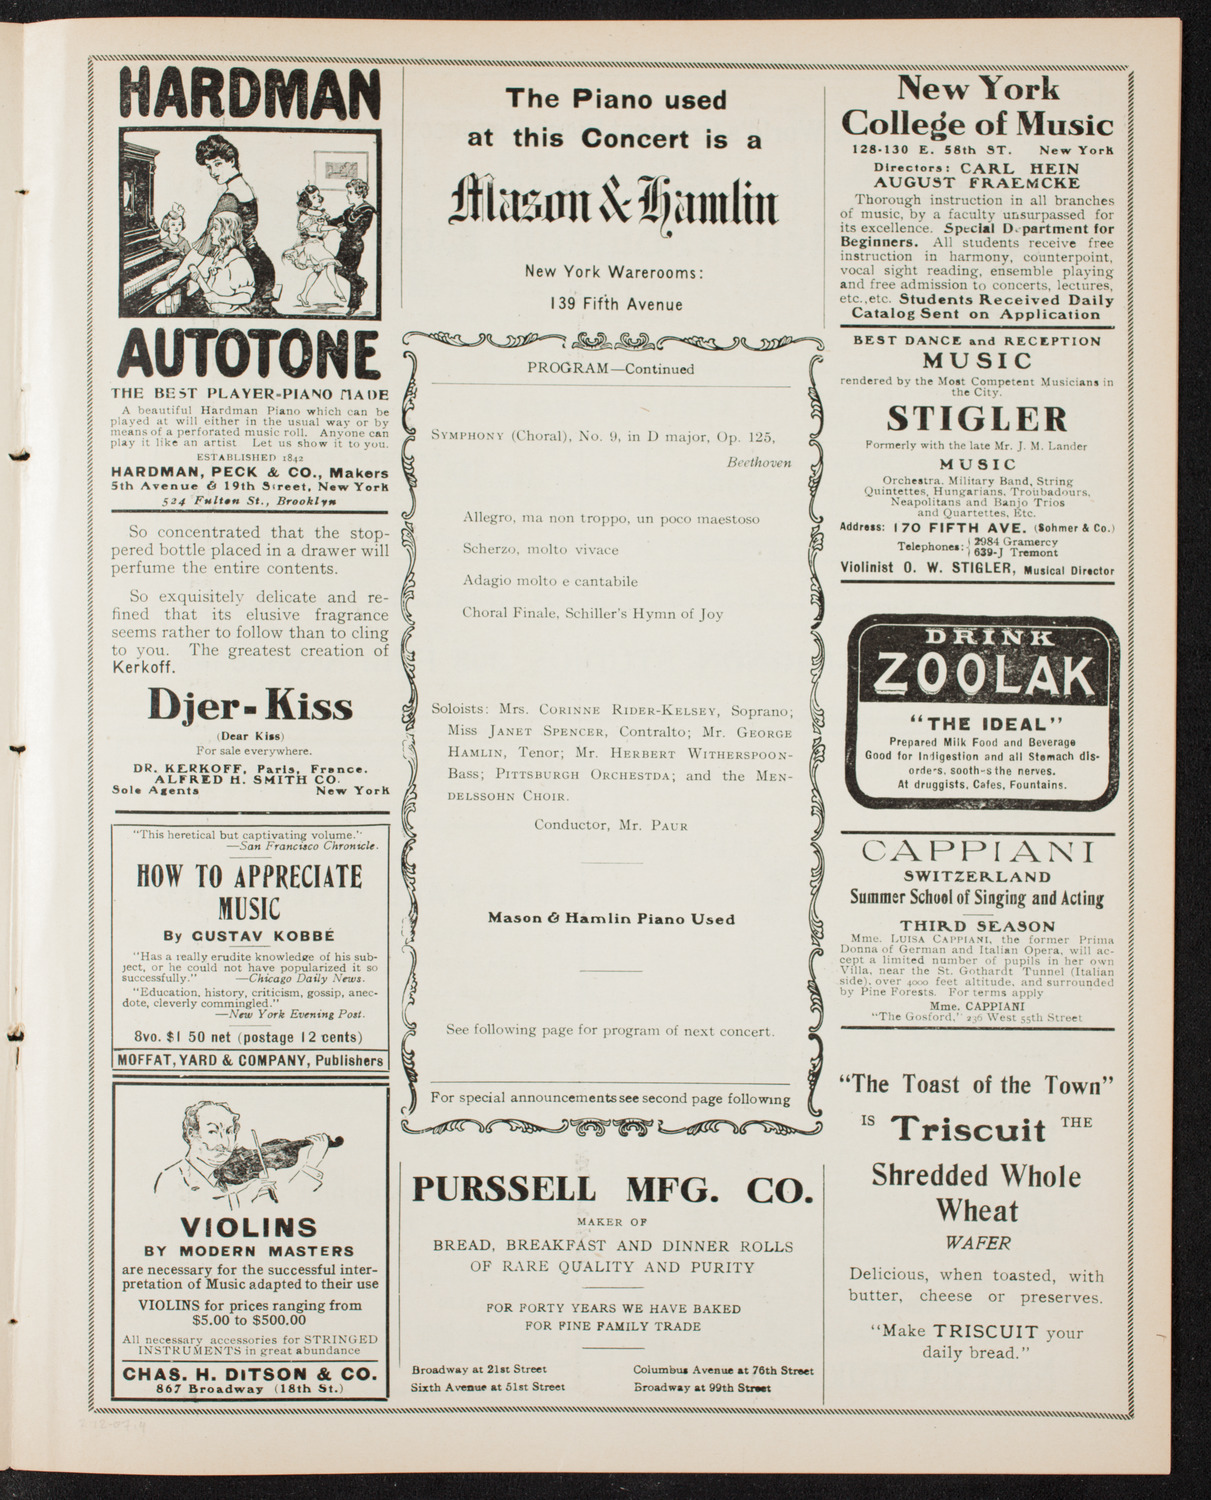 HARDMAN
AUTOTONE
THE BEST PLAYER-PIANO MADE
A beautiful Hardman Piano which can be
played at will either in the usual way or by
means of a perforated music roll. Anyone can
play it like an artist Let us show it to you.
ESTABLISHED 1842
HARDMAN, PECK & CO., Makers
5th Avenue & 19th Street, New York
524 Fulton St., Brooklyn
So concentrated that the stop-
pered bottle placed in a drawer will
perfume the entire contents.
So exquisitely delicate and re-
fined that its elusive fragrance
seems rather to follow than to cling
to you. The greatest creation of
Kerkoff.
Djer-Kiss
(Dear Kiss)
For sale everywhere.
DR. KERKOFF, Paris, France.
ALFRED H. SMITH CO.
Sole Agents New York
"This heretical but captivating volume."
—San Francisco Chronicle.
HOW TO APPRECIATE
MUSIC
By GUSTAV KOBBÉ
"Has a really erudite knowledge of his sub-
ject, or he could not have popularized it so
successfully." —Chicago Daily News.
"Education, history, criticism, gossip, anec-
dote, cleverly commingled."
—New York Evening Post.
8vo. $1 50 net (postage 12 cents)
MOFFAT, YARD & COMPANY, Publishers
VIOLINS
BY MODERN MASTERS
are necessary for the successful inter-
pretation of Music adapted to their use
VIOLINS for prices ranging from
$5.00 to $500.00
All necessary accessories for STRINGED
INSTRUMENTS in great abundance
CHAS. H. DITSON & CO.
867 Broadway (18th St.)
The Piano used
at this Concert is a
Mason & Hamlin
New York Warerooms:
139 Fifth Avenue
PROGRAM—Continued
SYMPHONY (Choral), No. 9, in D major, Op. 125,
Beethoven
Allegro, ma non troppo, un poco maestoso
Scherzo, molto vivace
Adagio molto e cantabile
Choral Finale, Schiller's Hymn of Joy
Soloists: Mrs. CORINNE RIDER-KELSEY, Soprano;
Miss JANET SPENCER, Contralto; Mr. GEORGE
HAMLIN, Tenor; Mr. HERBERT WITHERSPOON-
Bass; PITTSBURGH ORCHESTDA; and the MEN-
DELSSOHN CHOIR.
Conductor, Mr. PAUR
Mason & Hamlin Piano Used
See following page for program of next concert.
For special announcements see second page following
PURSSELL MFG. CO.
MAKER OF
BREAD, BREAKFAST AND DINNER ROLLS
OF RARE QUALITY AND PURITY
FOR FORTY YEARS WE HAVE BAKED
FOR FINE FAMILY TRADE
Broadway at 21st Street Columbus Avenue at 76th Street
Sixth Avenue at 51st Street Broadway at 99th Street
New York
College of Music
128-130 E. 58th ST. New York
Directors: CARL HEIN
AUGUST FRAEMCKE
Thorough instruction in all branches
of music, by a faculty unsurpassed for
its excellence. Special D.partment for
Beginners. All students receive free
instruction in harmony, counterpoint,
vocal sight reading, ensemble playing
and free admission to concerts, lectures,
etc.,etc. Students Received Daily
Catalog Sent on Application
BEST DANCE and RECEPTION
MUSIC
rendered by the Most Competent Musicians in
the City.
STIGLER
Formerly with the late Mr. J. M. Lander
MUSIC
Orchestra, Military Band, String
Quintettes, Hungarians, Troubadours,
Neapolitans and Banjo Trios
and Quartettes, Etc.
Address: 170 FIFTH AVE. (Sohmer & Co.)
Telephones: 2984 Gramercy
639-J Tremont
Violinist O. W. STIGLER, Musical Director
DRINK
ZOOLAK
"THE IDEAL"
Prepared Milk Food and Beverage
Good for Indigestion and all Stomach dis-
orders, sooth-s the nerves.
At druggists, Cafes, Fountains.
CAPPIANI
SWITZERLAND
Summer School of Singing and Acting
THIRD SEASON
Mme. LUISA CAPPIANI, the former Prima
Donna of German and Italian Opera, will ac-
cept a limited number of pupils in her own
Villa, near the St. Gothardt Tunnel (Italian
side), over 4000 feet altitude, and surrounded
by Pine Forests. For terms apply
Mme. CAPPIANI
"The Gosford," 236 West 55th Street
"The Toast of the Town"
IS Triscuit THE
Shredded Whole
Wheat
WAFER
Delicious, when toasted, with
butter, cheese or preserves.
"Make TRISCUIT your
daily bread."